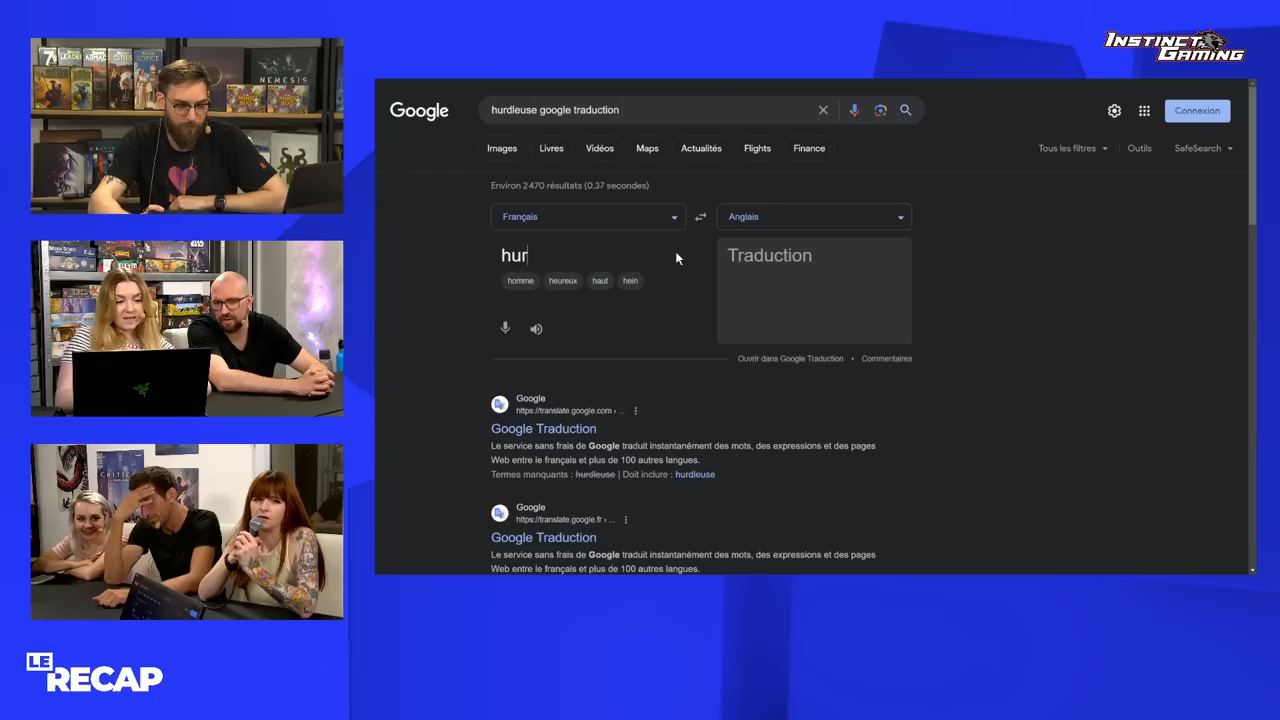 INSTINCT
GAMING
7
LEADERS
ARMADA
CITIES
EDIFICE
NEMESIS
Google
hurdleuse google traduction
Connexion
Images
Livres
Vidéos
Maps
Actualités
Flights
Finance
Tous les filtres
Outils
SafeSearch
Environ 2 470 résultats (0,37 secondes)
Français
Anglais
hur
Traduction
homme
heureux
haut
hein
Ouvrir dans Google Traduction • Commentaires
Google
https://translate.google.com › ...
Google Traduction
Le service sans frais de Google traduit instantanément des mots, des expressions et des pages
Web entre le français et plus de 100 autres langues.
Termes manquants : hurdleuse | Doit inclure : hurdleuse
Google
https://translate.google.fr › ...
Google Traduction
Le service sans frais de Google traduit instantanément des mots, des expressions et des pages
Web entre le français et plus de 100 autres langues.
LE
RECAP